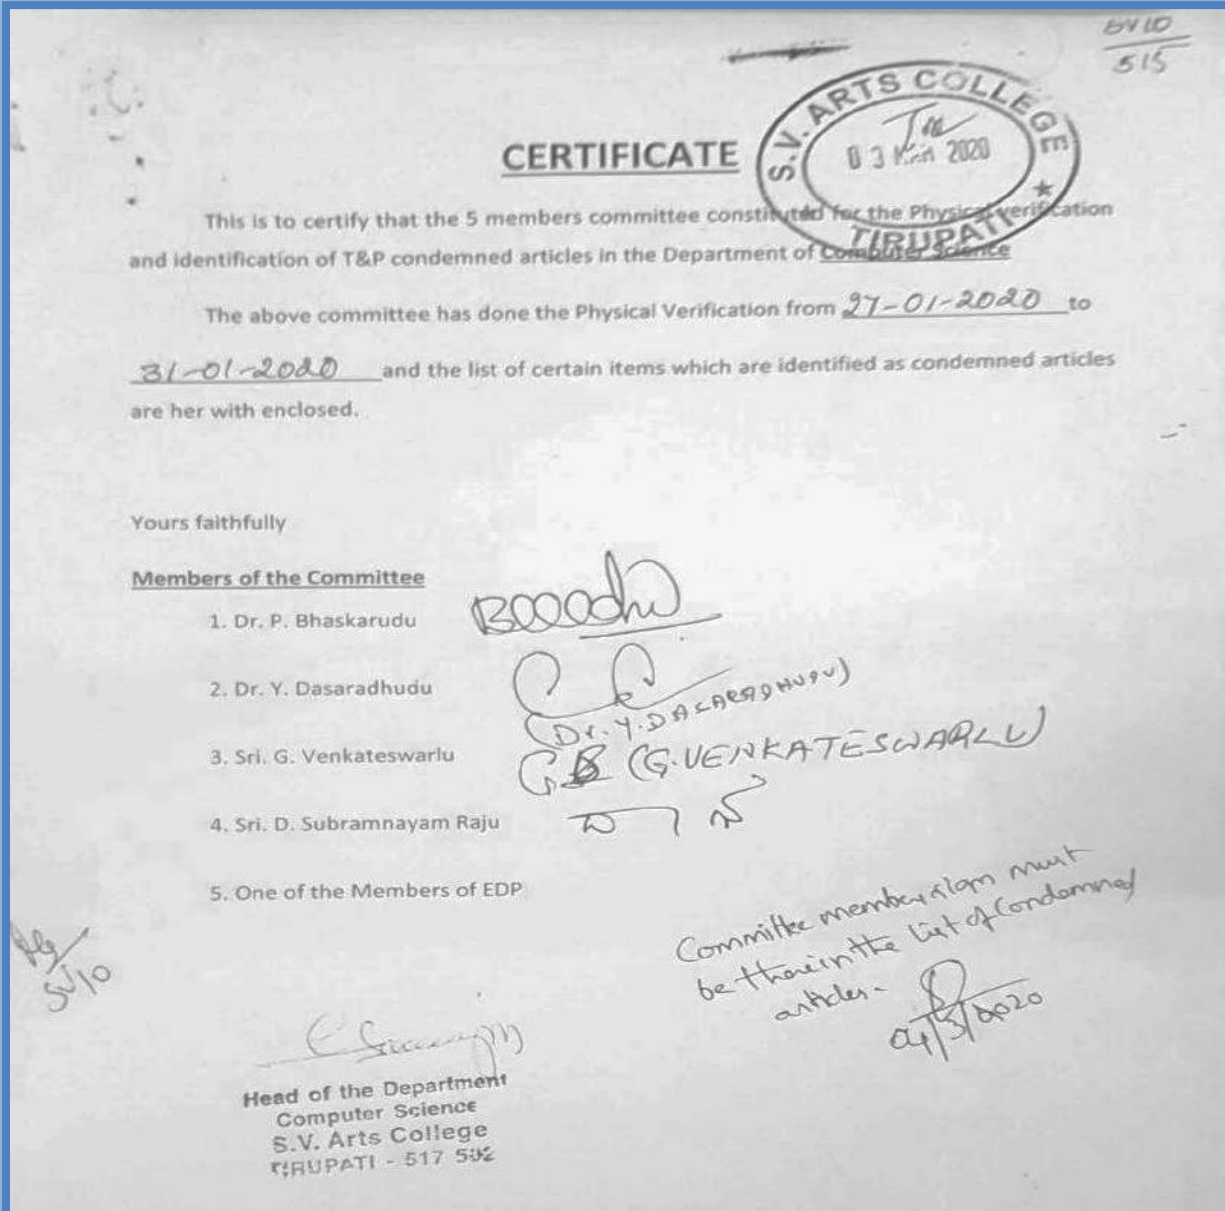 SV10
515
S.V. ARTS COLLEGE
03 Mar 2020
TIRUPATI ★
CERTIFICATE
This is to certify that the 5 members committee constituted for the Physical verification
and identification of T&P condemned articles in the Department of Computer Science
The above committee has done the Physical Verification from 27-01-2020 to
31-01-2020 and the list of certain items which are identified as condemned articles
are her with enclosed.
Yours faithfully
Members of the Committee
1. Dr. P. Bhaskarudu
2. Dr. Y. Dasaradhudu
(Dr. Y. DASARADHUDU)
3. Sri. G. Venkateswarlu
(G. VENKATESWARLU)
4. Sri. D. Subramnayam Raju
5. One of the Members of EDP
Committee members sign must
be there in the list of Condemned
articles.
04/3/2020
SV10
Head of the Department
Computer Science
S.V. Arts College
TIRUPATI - 517 502